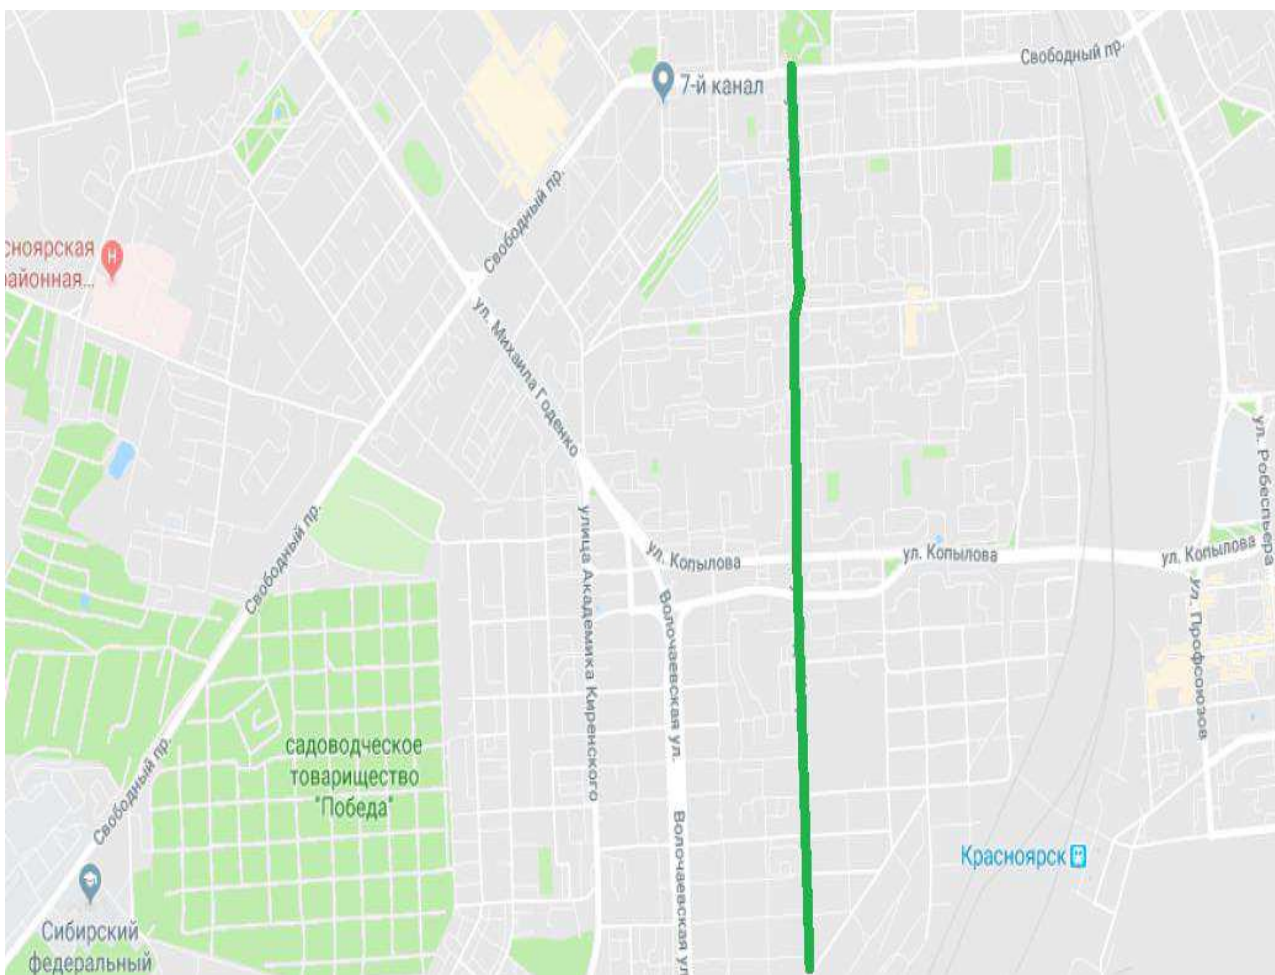 Свободный пр.
7-й канал
Свободный пр.
сноярская
районная...
ул. Михаила Годенко
Свободный пр.
улица Академика Киренского
ул. Копылова
ул. Копылова
ул. Копылова
ул. Робеспьера
ул. Профсоюзов
Волочаевская ул.
Волочаевская ул
садоводческое
товарищество
"Победа"
Свободный пр.
Красноярск
Сибирский
федеральный